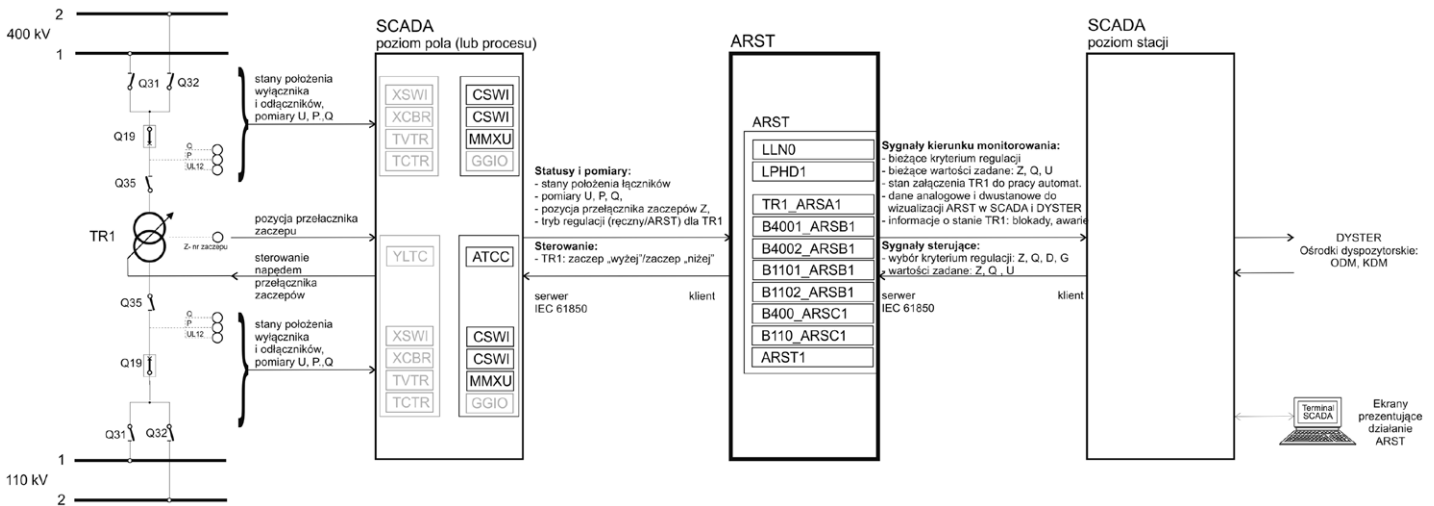 2
400 kV
1
Q31
Q32
Q19
Q
P
UL12
Q35
TR1
Z- nr zaczepu
Q35
Q
P
UL12
Q19
Q31
Q32
1
110 kV
2
stany położenia
wyłącznika
i odłączników,
pomiary U, P.,Q
pozycja przełacznika
zaczepu
sterowanie
napędem
przełącznika
zaczepów
stany położenia
wyłącznika
i odłączników,
pomiary U, P.,Q
SCADA
poziom pola (lub procesu)
XSWI
XCBR
TVTR
TCTR
CSWI
CSWI
MMXU
GGIO
YLTC
ATCC
XSWI
XCBR
TVTR
TCTR
CSWI
CSWI
MMXU
GGIO
Statusy i pomiary:
- stany położenia łączników
- pomiary U, P, Q,
- pozycja przełącznika zaczepów Z,
- tryb regulacji (ręczny/ARST) dla TR1
Sterowanie:
- TR1: zaczep „wyżej”/zaczep „niżej”
serwer
IEC 61850
klient
ARST
ARST
LLN0
LPHD1
TR1_ARSA1
B4001_ARSB1
B4002_ARSB1
B1101_ARSB1
B1102_ARSB1
B400_ARSC1
B110_ARSC1
ARST1
Sygnały kierunku monitorowania:
- bieżące kryterium regulacji
- bieżące wartości zadane: Z, Q, U
- stan załączenia TR1 do pracy automat.
- dane analogowe i dwustanowe do
wizualizacji ARST w SCADA i DYSTER
- informacje o stanie TR1: blokady, awarie
Sygnały sterujące:
- wybór kryterium regulacji: Z, Q, D, G
- wartości zadane: Z, Q , U
serwer
IEC 61850
klient
SCADA
poziom stacji
DYSTER
Ośrodki dyspozytorskie:
ODM, KDM
Terminal
SCADA
Ekrany
prezentujące
działanie
ARST